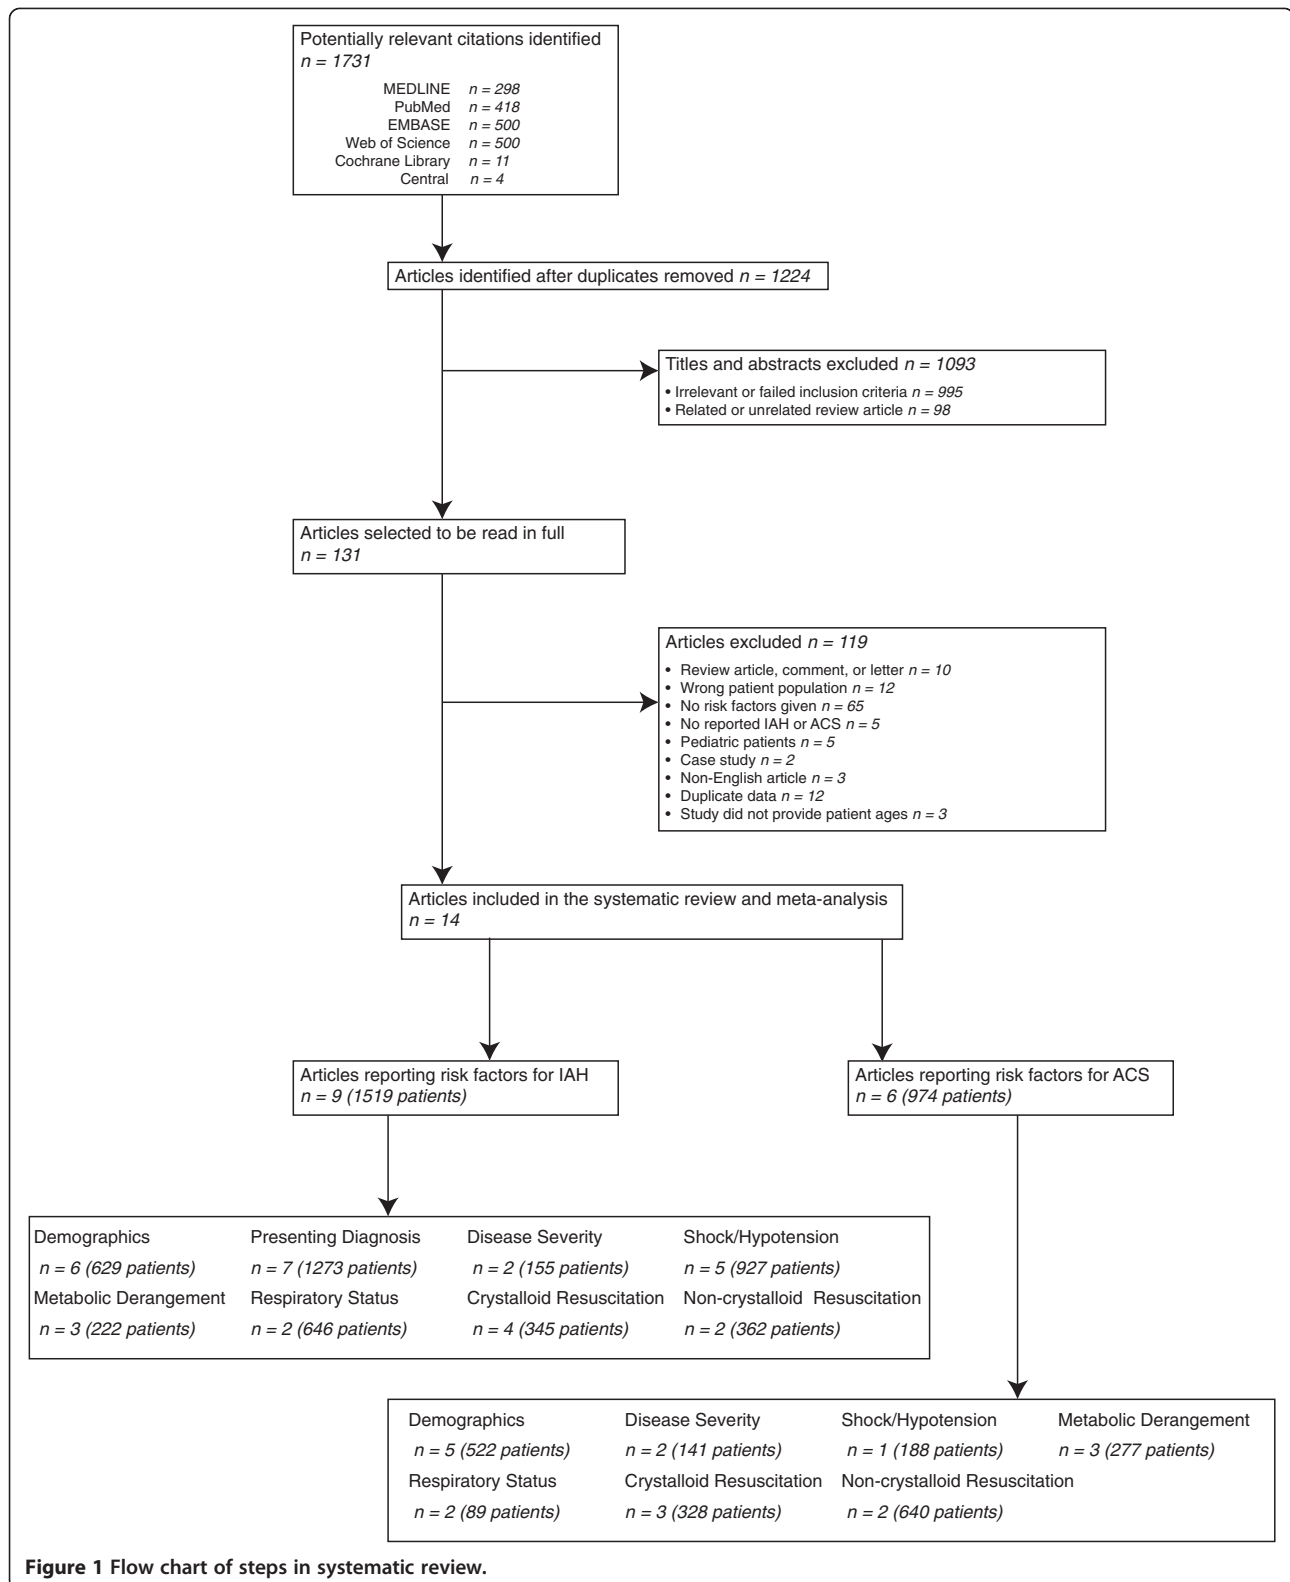 Potentially relevant citations identified
n = 1731
MEDLINE n = 298
PubMed n = 418
EMBASE n = 500
Web of Science n = 500
Cochrane Library n = 11
Central n = 4
Articles identified after duplicates removed n = 1224
Titles and abstracts excluded n = 1093
• Irrelevant or failed inclusion criteria n = 995
• Related or unrelated review article n = 98
Articles selected to be read in full
n = 131
Articles excluded n = 119
• Review article, comment, or letter n = 10
• Wrong patient population n = 12
• No risk factors given n = 65
• No reported IAH or ACS n = 5
• Pediatric patients n = 5
• Case study n = 2
• Non-English article n = 3
• Duplicate data n = 12
• Study did not provide patient ages n = 3
Articles included in the systematic review and meta-analysis
n = 14
Articles reporting risk factors for IAH
n = 9 (1519 patients)
Articles reporting risk factors for ACS
n = 6 (974 patients)
Demographics Presenting Diagnosis Disease Severity Shock/Hypotension
n = 6 (629 patients) n = 7 (1273 patients) n = 2 (155 patients) n = 5 (927 patients)
Metabolic Derangement Respiratory Status Crystalloid Resuscitation Non-crystalloid Resuscitation
n = 3 (222 patients) n = 2 (646 patients) n = 4 (345 patients) n = 2 (362 patients)
Demographics Disease Severity Shock/Hypotension Metabolic Derangement
n = 5 (522 patients) n = 2 (141 patients) n = 1 (188 patients) n = 3 (277 patients)
Respiratory Status Crystalloid Resuscitation Non-crystalloid Resuscitation
n = 2 (89 patients) n = 3 (328 patients) n = 2 (640 patients)
Figure 1 Flow chart of steps in systematic review.